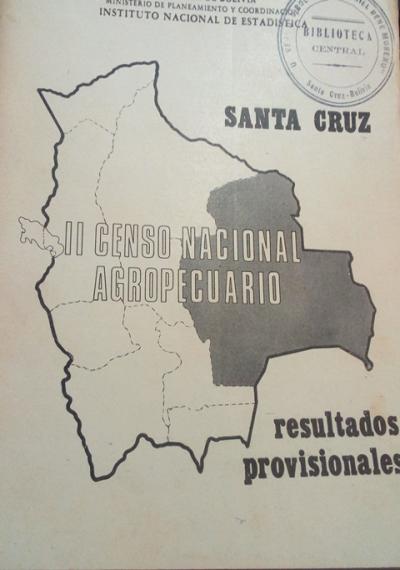 BOLIVIA
MINISTERIO DE PLANEAMIENTO Y COORDINACION
INSTITUTO NACIONAL DE ESTADISTICA
BIBLIOTECA
CENTRAL
Santa Cruz-Bolivia
SANTA CRUZ
II CENSO NACIONAL
AGROPECUARIO
resultados
provisionales